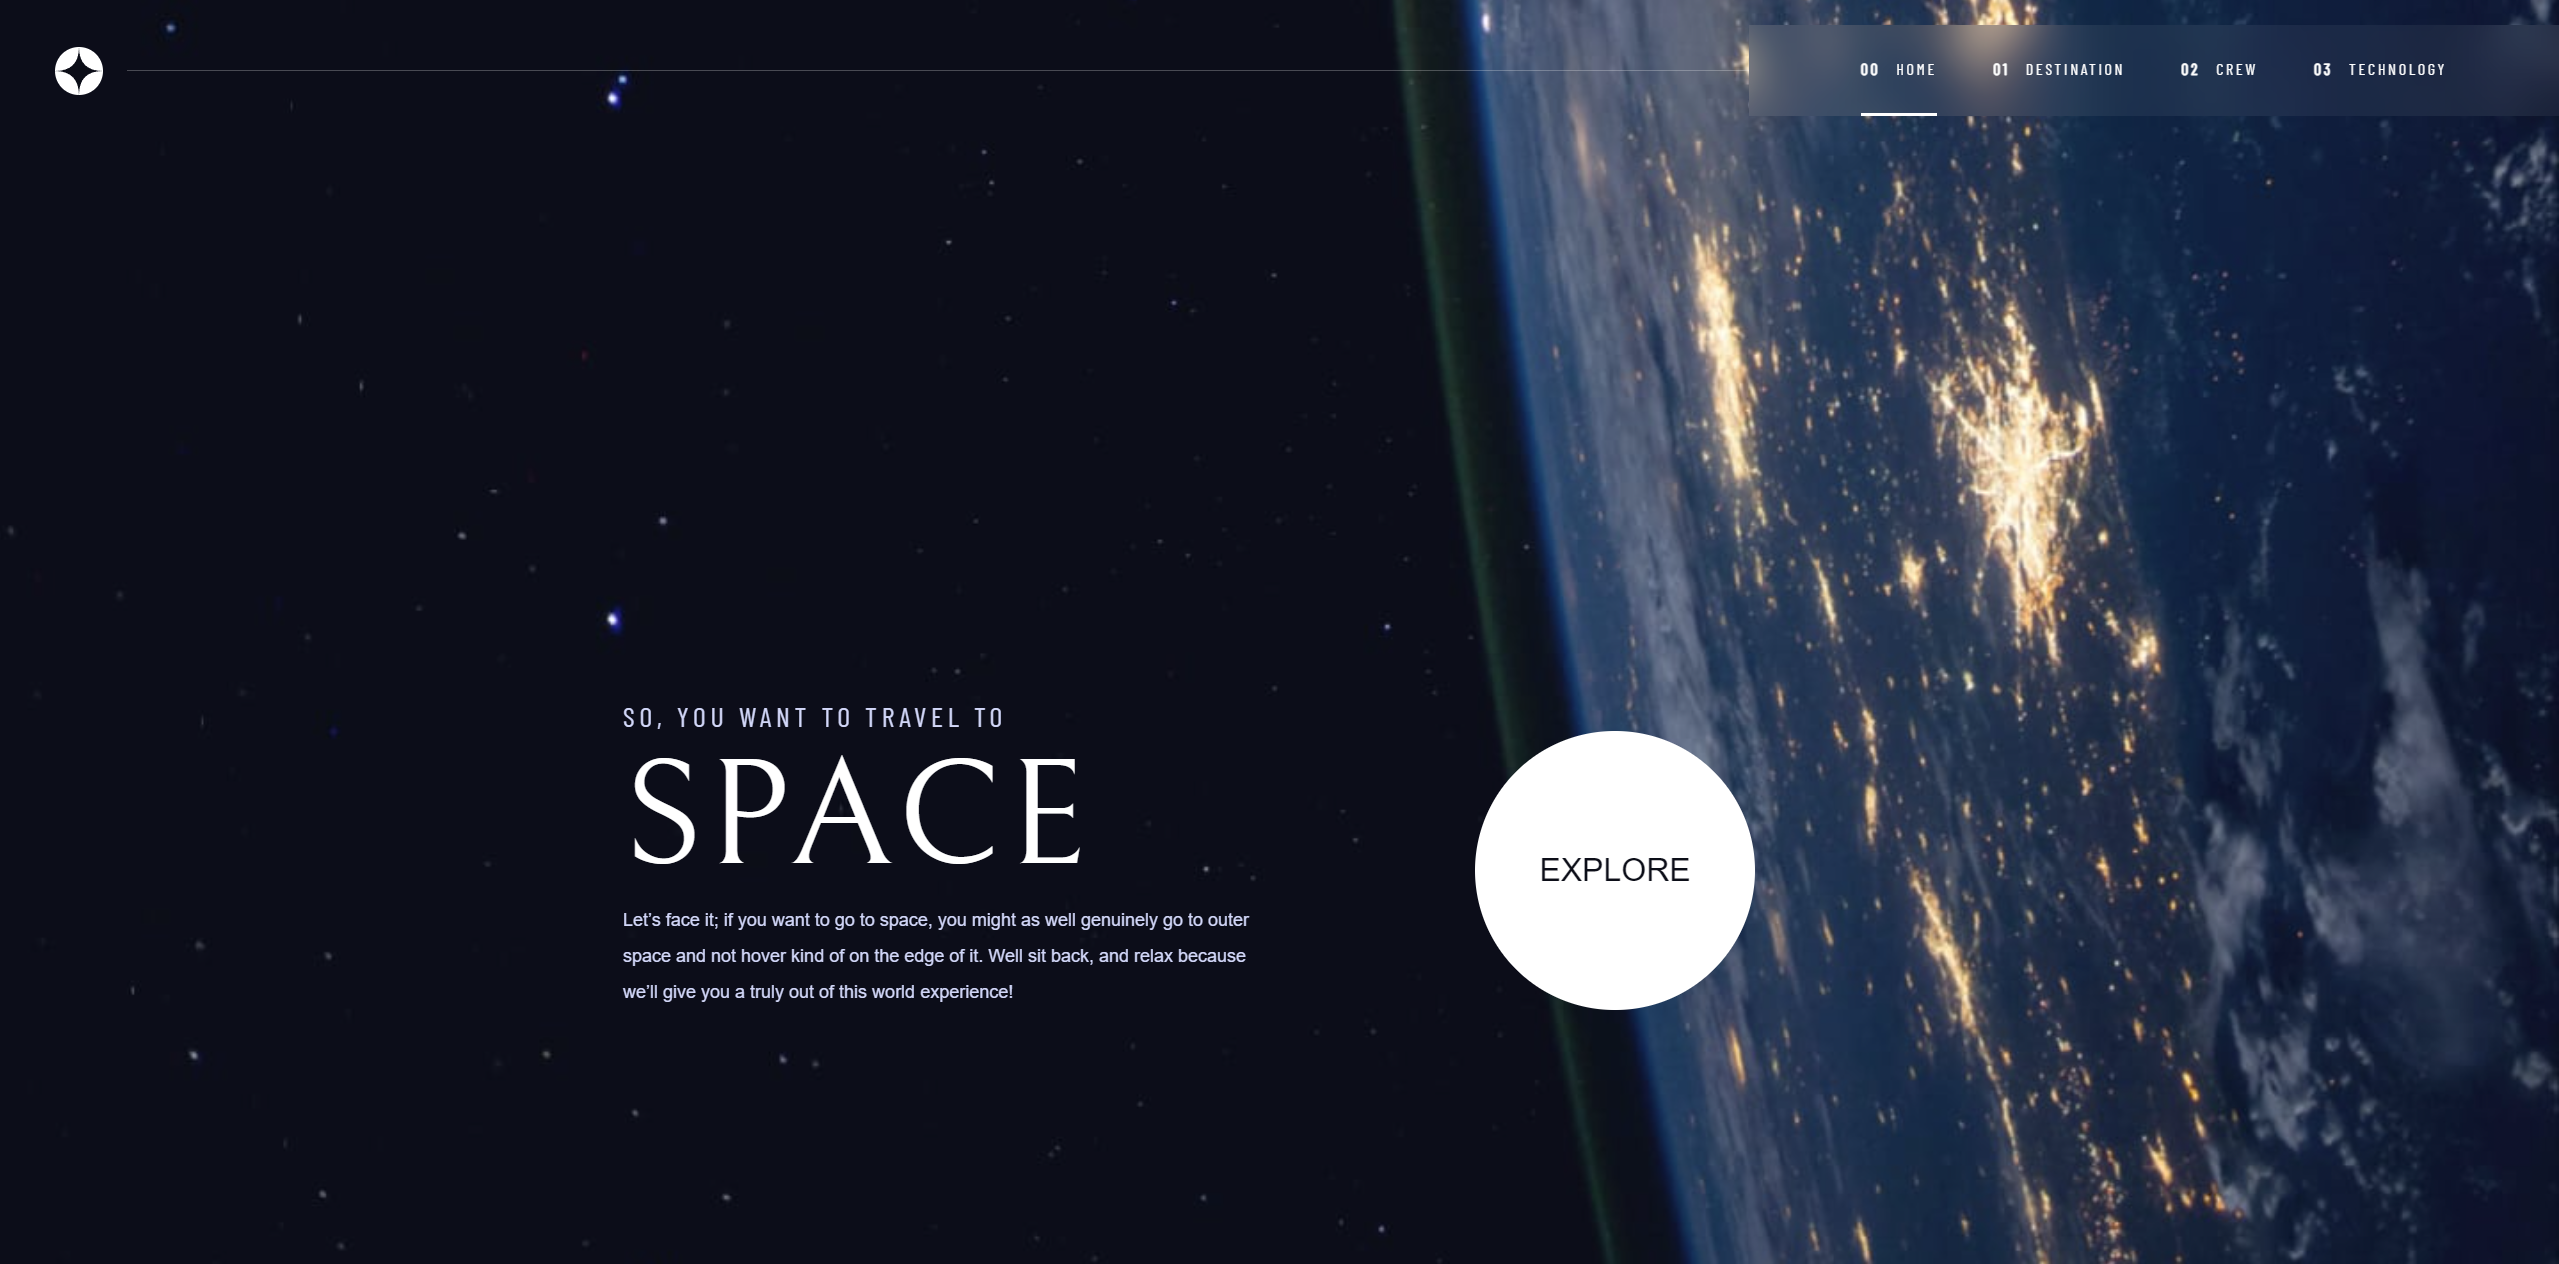 00 HOME 01 DESTINATION 02 CREW 03 TECHNOLOGY
SO, YOU WANT TO TRAVEL TO
SPACE
Let’s face it; if you want to go to space, you might as well genuinely go to outer
space and not hover kind of on the edge of it. Well sit back, and relax because
we’ll give you a truly out of this world experience!
EXPLORE